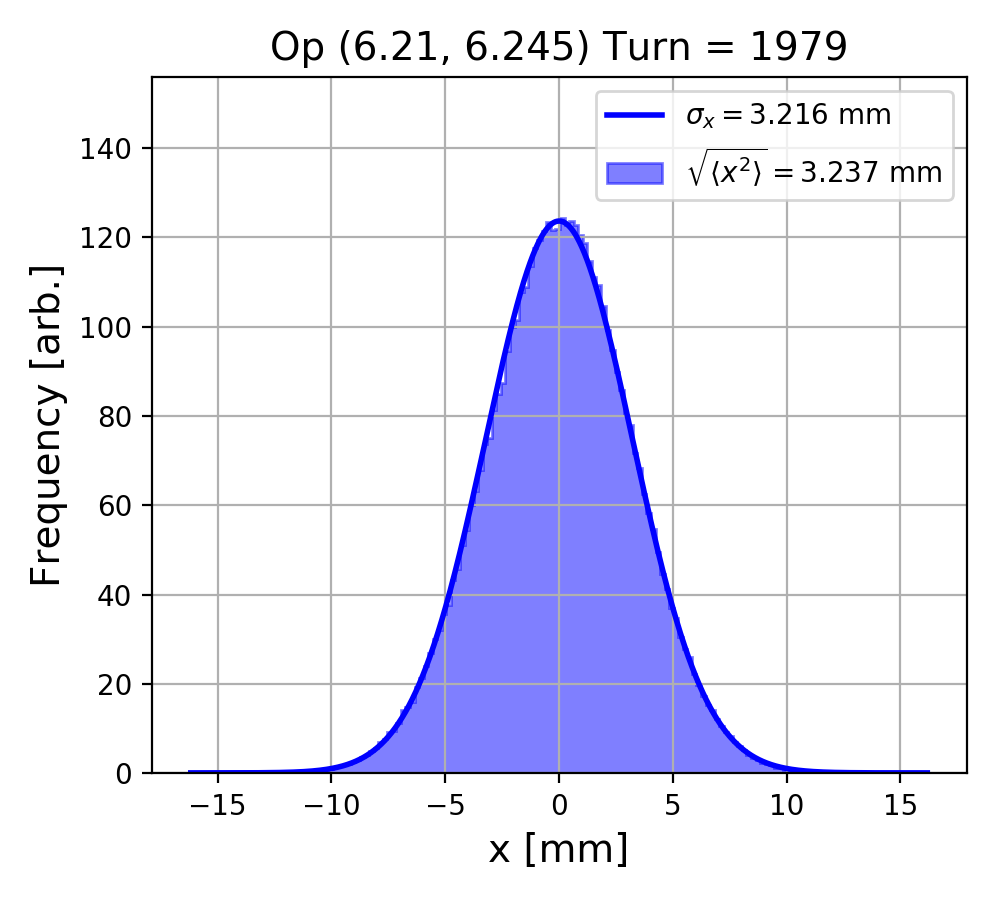 Op (6.21, 6.245) Turn = 1979
σ_x = 3.216 mm
√⟨x²⟩ = 3.237 mm
Frequency [arb.]
140
120
100
80
60
40
20
0
−15 −10 −5 0 5 10 15
x [mm]